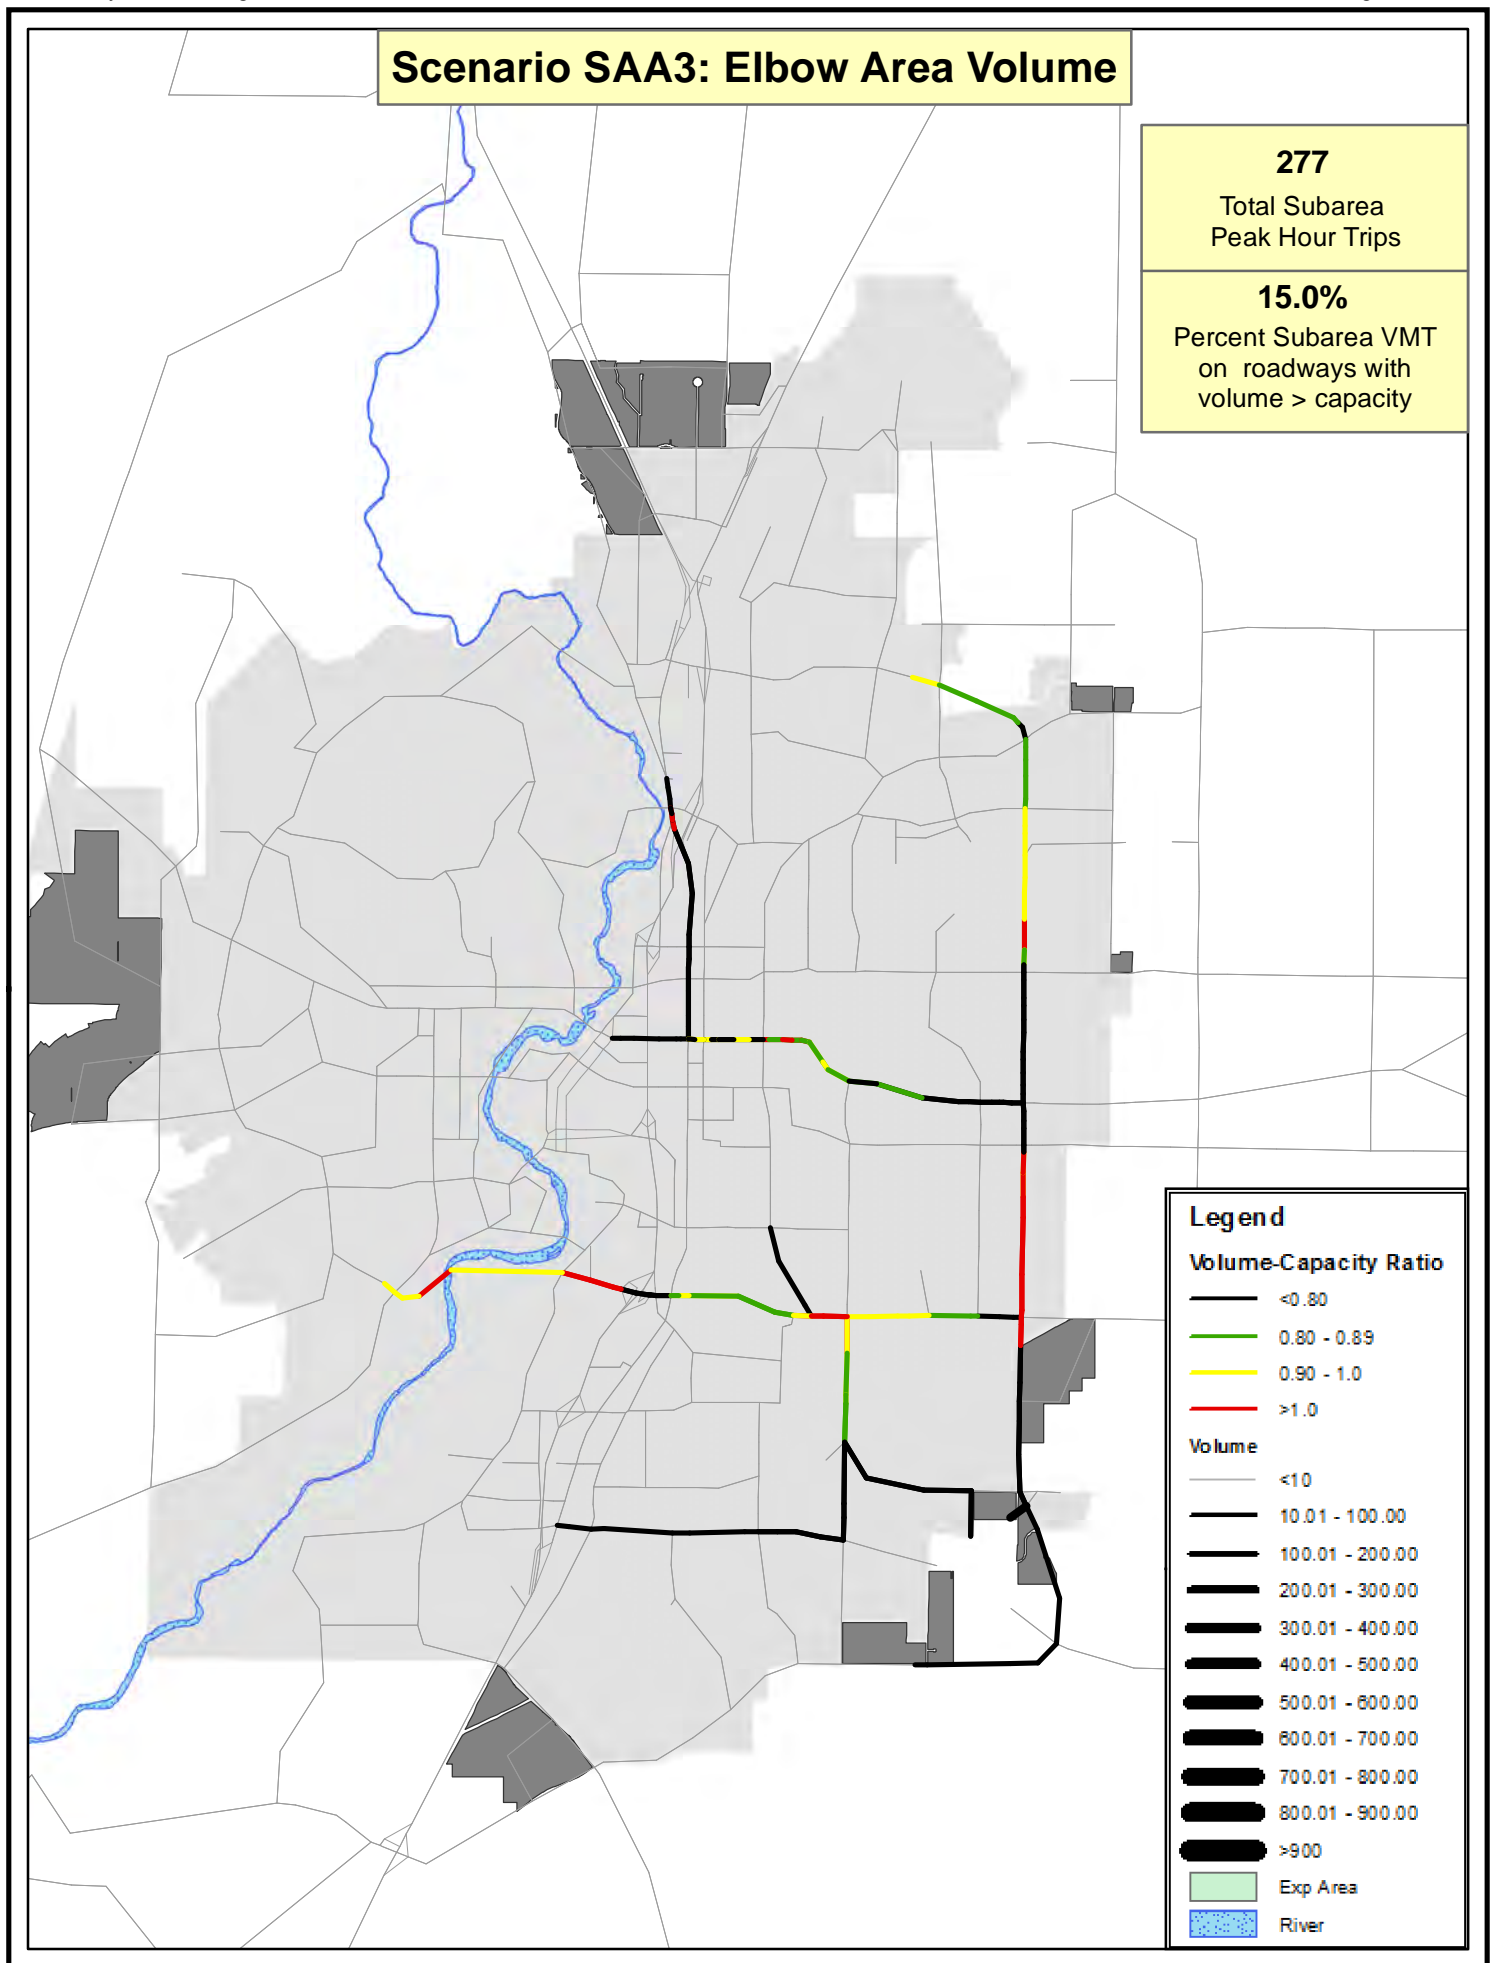 Scenario SAA3: Elbow Area Volume
277
Total Subarea
Peak Hour Trips
15.0%
Percent Subarea VMT
on roadways with
volume > capacity
Legend
Volume-Capacity Ratio
<0.80
0.80 - 0.89
0.90 - 1.0
>1.0
Volume
<10
10.01 - 100.00
100.01 - 200.00
200.01 - 300.00
300.01 - 400.00
400.01 - 500.00
500.01 - 600.00
600.01 - 700.00
700.01 - 800.00
800.01 - 900.00
>900
Exp Area
River